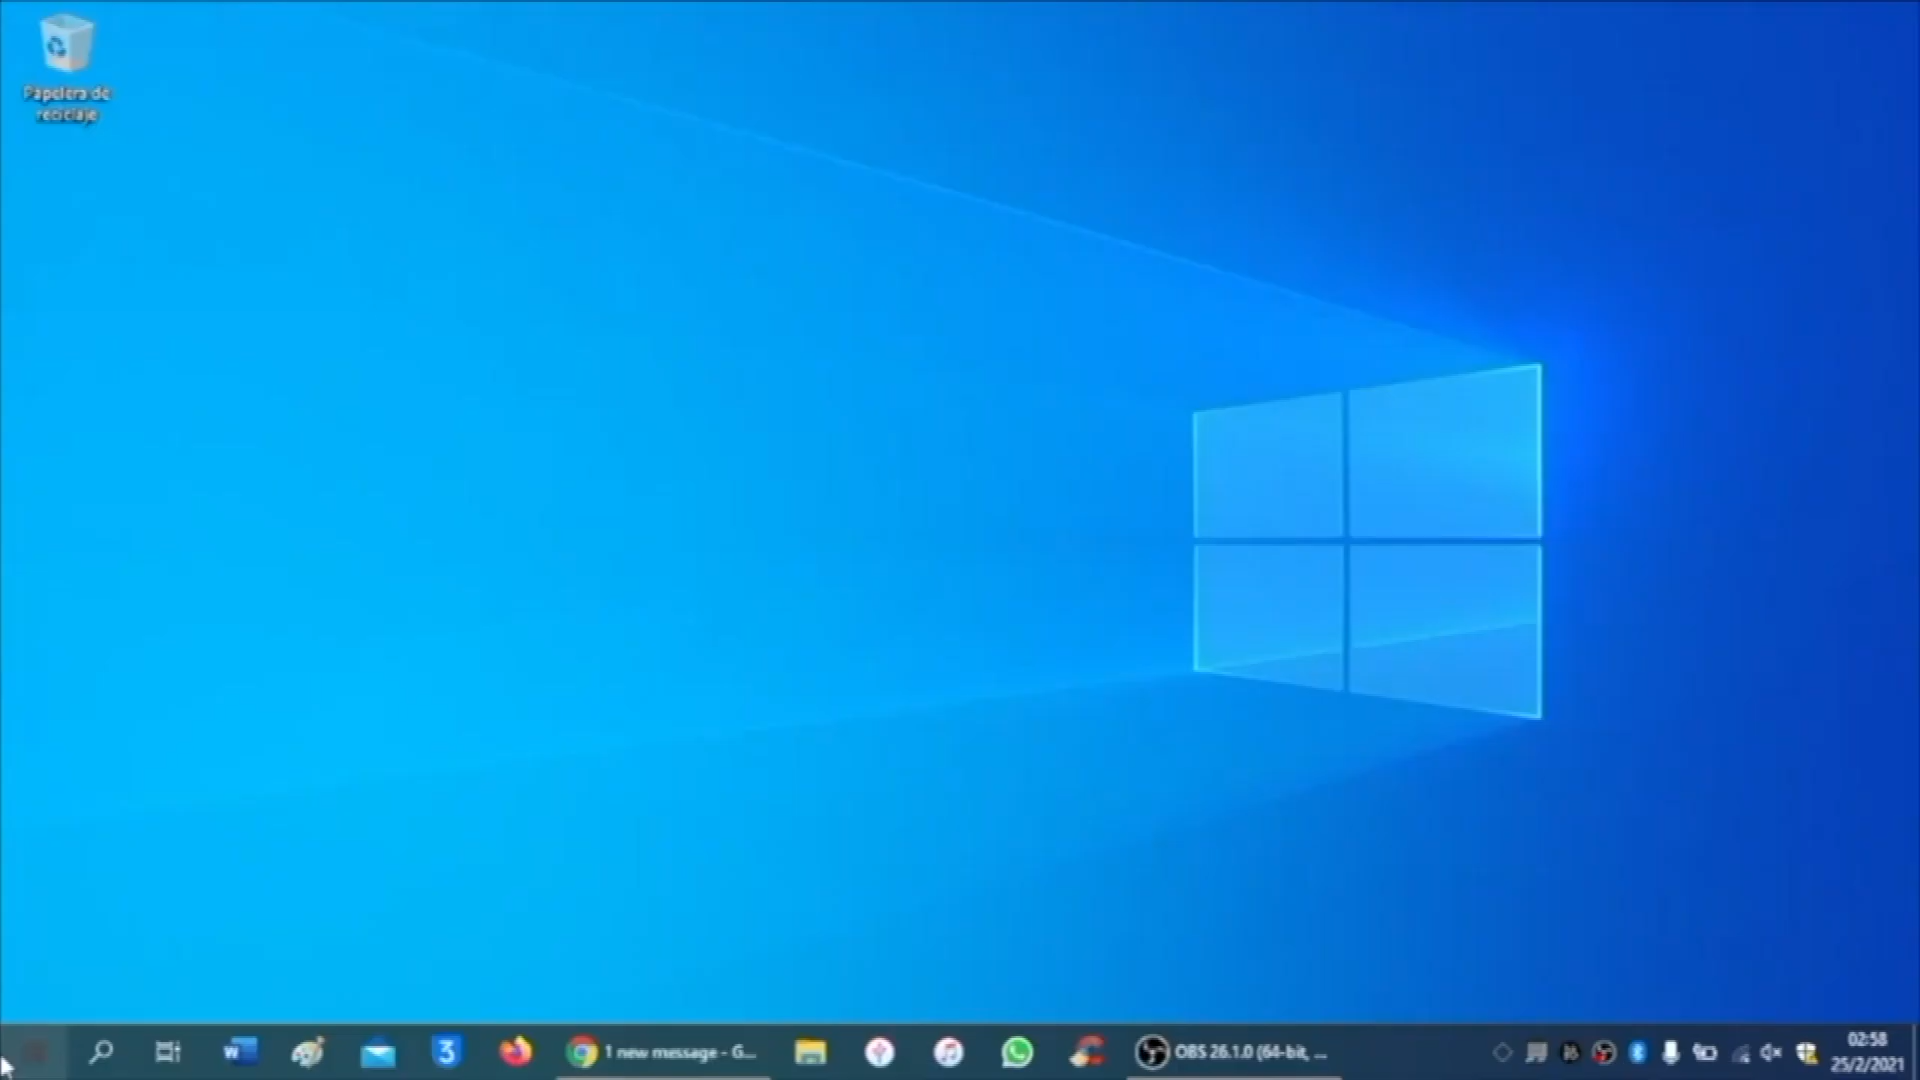 Papelera de
reciclaje
1 new message - G...
OBS 26.1.0 (64-bit, ...
02:58
25/2/2021